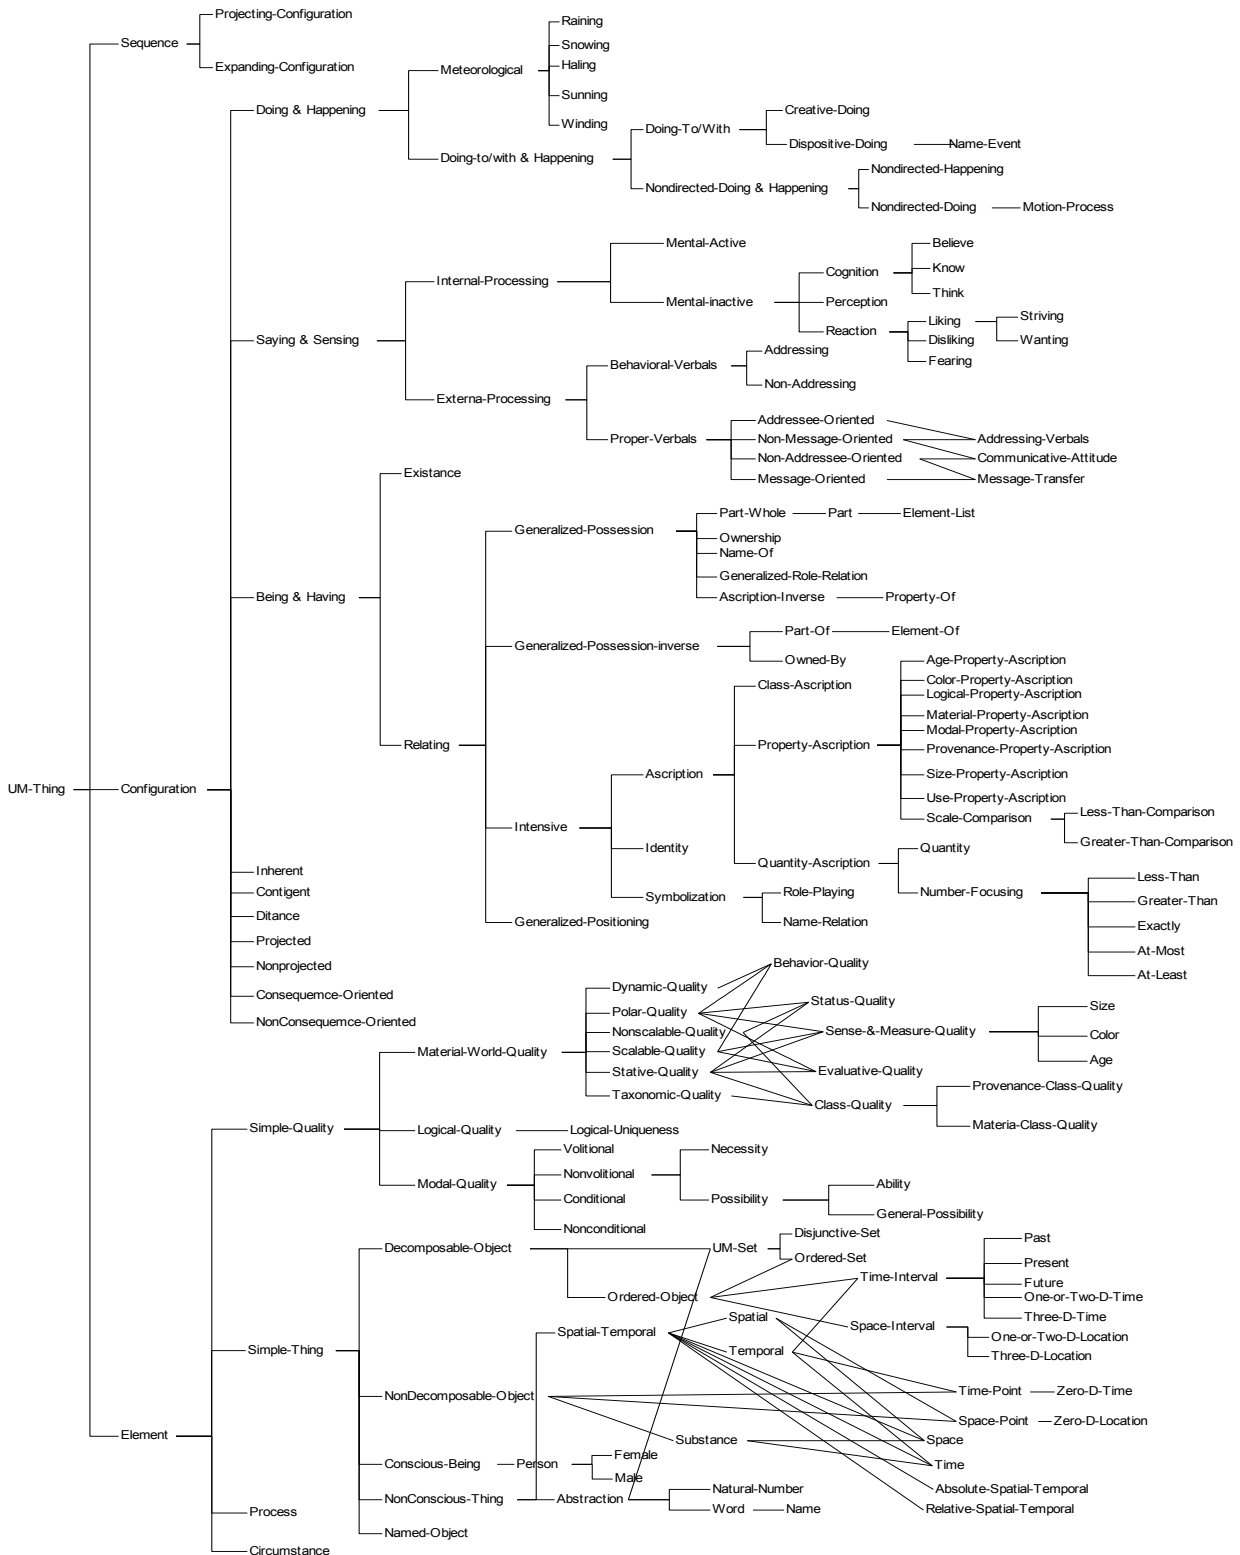 Projecting-Configuration
Sequence
Expanding-Configuration
Raining
Snowing
Meteorological
Haling
Sunning
Winding
Doing & Happening
Creative-Doing
Doing-To/With
Dispositive-Doing
Name-Event
Doing-to/with & Happening
Nondirected-Happening
Nondirected-Doing & Happening
Nondirected-Doing
Motion-Process
Mental-Active
Believe
Cognition
Know
Internal-Processing
Think
Mental-inactive
Perception
Striving
Liking
Reaction
Saying & Sensing
Disliking
Wanting
Addressing
Fearing
Behavioral-Verbals
Non-Addressing
Externa-Processing
Addressee-Oriented
Proper-Verbals
Non-Message-Oriented
Addressing-Verbals
Non-Addressee-Oriented
Communicative-Attitude
Existance
Message-Oriented
Message-Transfer
Part-Whole
Part
Element-List
Generalized-Possession
Ownership
Name-Of
Generalized-Role-Relation
Being & Having
Ascription-Inverse
Property-Of
Part-Of
Element-Of
Generalized-Possession-inverse
Owned-By
Age-Property-Ascription
Class-Ascription
Color-Property-Ascription
Logical-Property-Ascription
Material-Property-Ascription
Modal-Property-Ascription
Relating
Property-Ascription
Provenance-Property-Ascription
Ascription
Size-Property-Ascription
UM-Thing
Configuration
Use-Property-Ascription
Less-Than-Comparison
Scale-Comparison
Intensive
Greater-Than-Comparison
Identity
Quantity
Quantity-Ascription
Inherent
Less-Than
Contigent
Symbolization
Role-Playing
Number-Focusing
Greater-Than
Ditance
Generalized-Positioning
Name-Relation
Exactly
Projected
At-Most
Nonprojected
Behavior-Quality
At-Least
Dynamic-Quality
Consequemce-Oriented
Status-Quality
Size
Polar-Quality
NonConsequemce-Oriented
Nonscalable-Quality
Sense-&-Measure-Quality
Color
Material-World-Quality
Scalable-Quality
Age
Stative-Quality
Evaluative-Quality
Provenance-Class-Quality
Taxonomic-Quality
Class-Quality
Simple-Quality
Logical-Quality
Logical-Uniqueness
Materia-Class-Quality
Volitional
Necessity
Nonvolitional
Modal-Quality
Ability
Conditional
Possibility
General-Possibility
Nonconditional
Disjunctive-Set
Past
Decomposable-Object
UM-Set
Ordered-Set
Present
Time-Interval
Future
Ordered-Object
One-or-Two-D-Time
Spatial
Three-D-Time
Spatial-Temporal
Space-Interval
One-or-Two-D-Location
Simple-Thing
Temporal
Three-D-Location
NonDecomposable-Object
Time-Point
Zero-D-Time
Space-Point
Zero-D-Location
Element
Substance
Space
Female
Conscious-Being
Person
Time
Male
Absolute-Spatial-Temporal
NonConscious-Thing
Abstraction
Natural-Number
Process
Word
Name
Relative-Spatial-Temporal
Named-Object
Circumstance